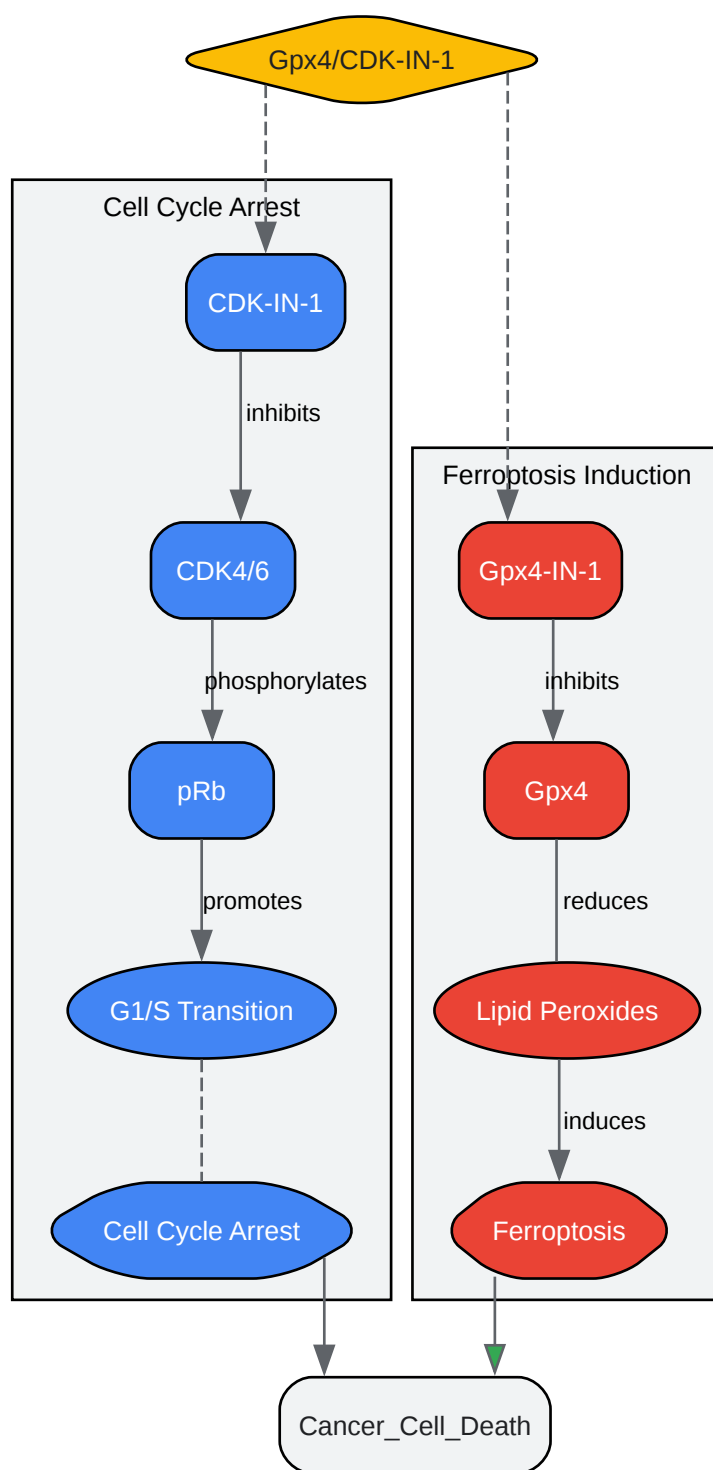 Gpx4/CDK-IN-1
Cell Cycle Arrest
CDK-IN-1
inhibits
CDK4/6
phosphorylates
pRb
promotes
G1/S Transition
Cell Cycle Arrest
Ferroptosis Induction
Gpx4-IN-1
inhibits
Gpx4
reduces
Lipid Peroxides
induces
Ferroptosis
Cancer_Cell_Death